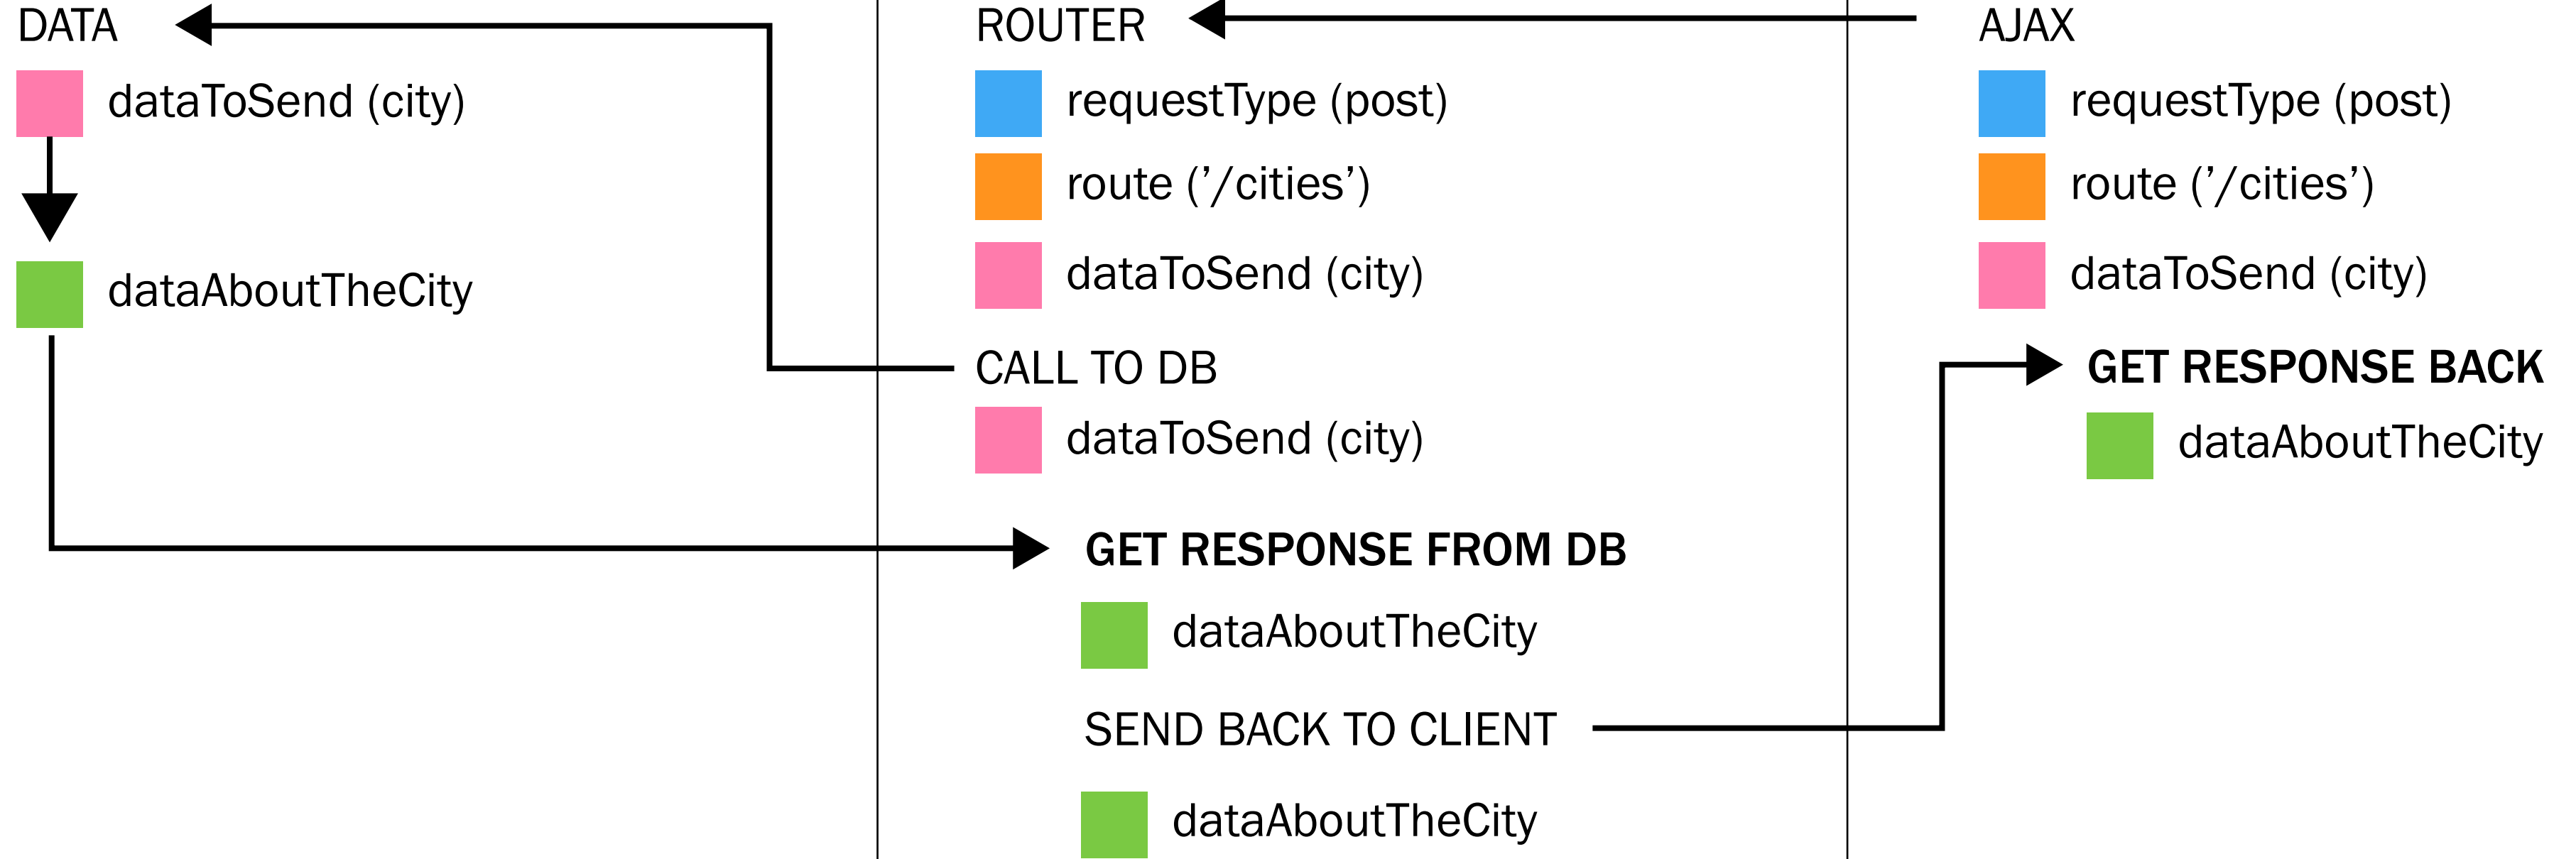 DATA
dataToSend (city)
dataAboutTheCity
ROUTER
requestType (post)
route (’/cities’)
dataToSend (city)
CALL TO DB
dataToSend (city)
GET RESPONSE FROM DB
dataAboutTheCity
SEND BACK TO CLIENT
dataAboutTheCity
AJAX
requestType (post)
route (’/cities’)
dataToSend (city)
GET RESPONSE BACK
dataAboutTheCity